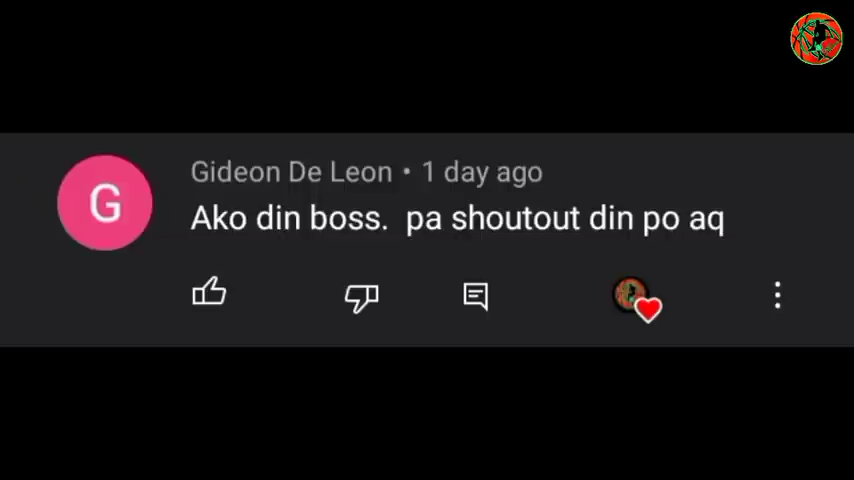 G
Gideon De Leon • 1 day ago
Ako din boss.  pa shoutout din po aq